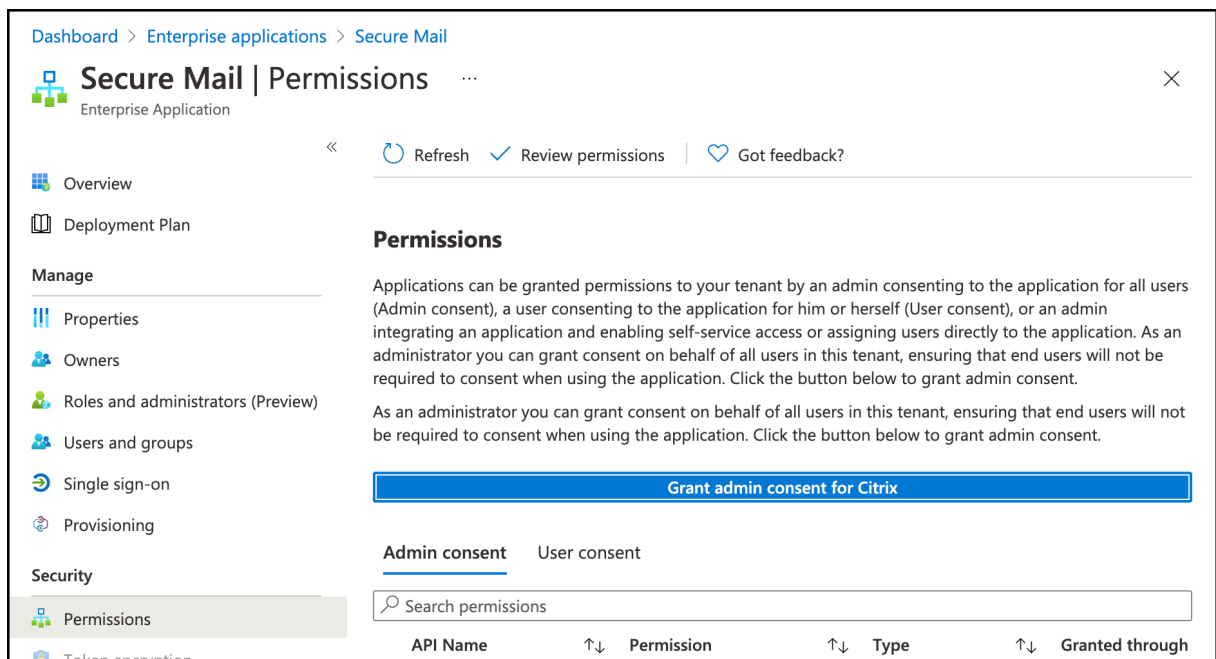 Dashboard > Enterprise applications > Secure Mail
Secure Mail | Permissions ...
Enterprise Application
«
Overview
Deployment Plan
Manage
Properties
Owners
Roles and administrators (Preview)
Users and groups
Single sign-on
Provisioning
Security
Permissions
Token encryption
Refresh
Review permissions
Got feedback?
Permissions
Applications can be granted permissions to your tenant by an admin consenting to the application for all users
(Admin consent), a user consenting to the application for him or herself (User consent), or an admin
integrating an application and enabling self-service access or assigning users directly to the application. As an
administrator you can grant consent on behalf of all users in this tenant, ensuring that end users will not be
required to consent when using the application. Click the button below to grant admin consent.
As an administrator you can grant consent on behalf of all users in this tenant, ensuring that end users will not
be required to consent when using the application. Click the button below to grant admin consent.
Grant admin consent for Citrix
Admin consent User consent
Search permissions
API Name ↑↓ Permission ↑↓ Type ↑↓ Granted through